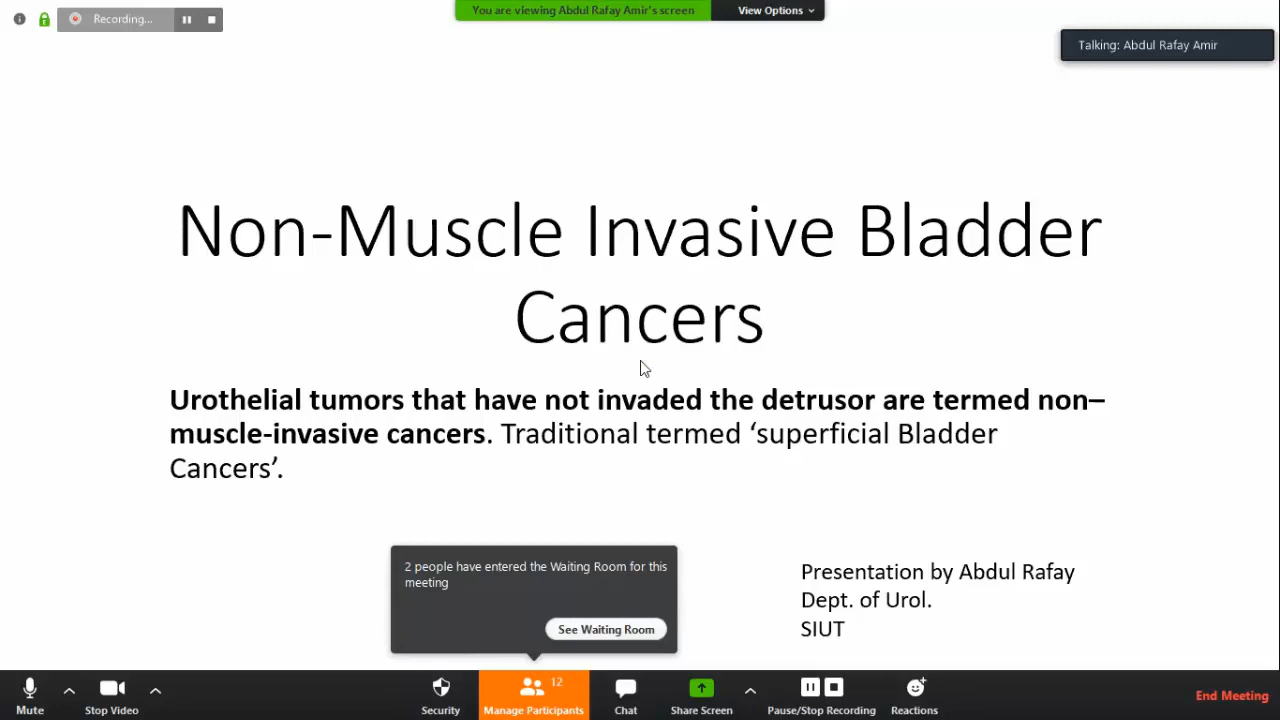 Recording...
You are viewing Abdul Rafay Amir's screen
View Options
Talking: Abdul Rafay Amir
Non-Muscle Invasive Bladder
Cancers
Urothelial tumors that have not invaded the detrusor are termed non–
muscle-invasive cancers. Traditional termed ‘superficial Bladder
Cancers’.
2 people have entered the Waiting Room for this
meeting
See Waiting Room
Presentation by Abdul Rafay
Dept. of Urol.
SIUT
Mute
Stop Video
Security
12
Manage Participants
Chat
Share Screen
Pause/Stop Recording
Reactions
End Meeting